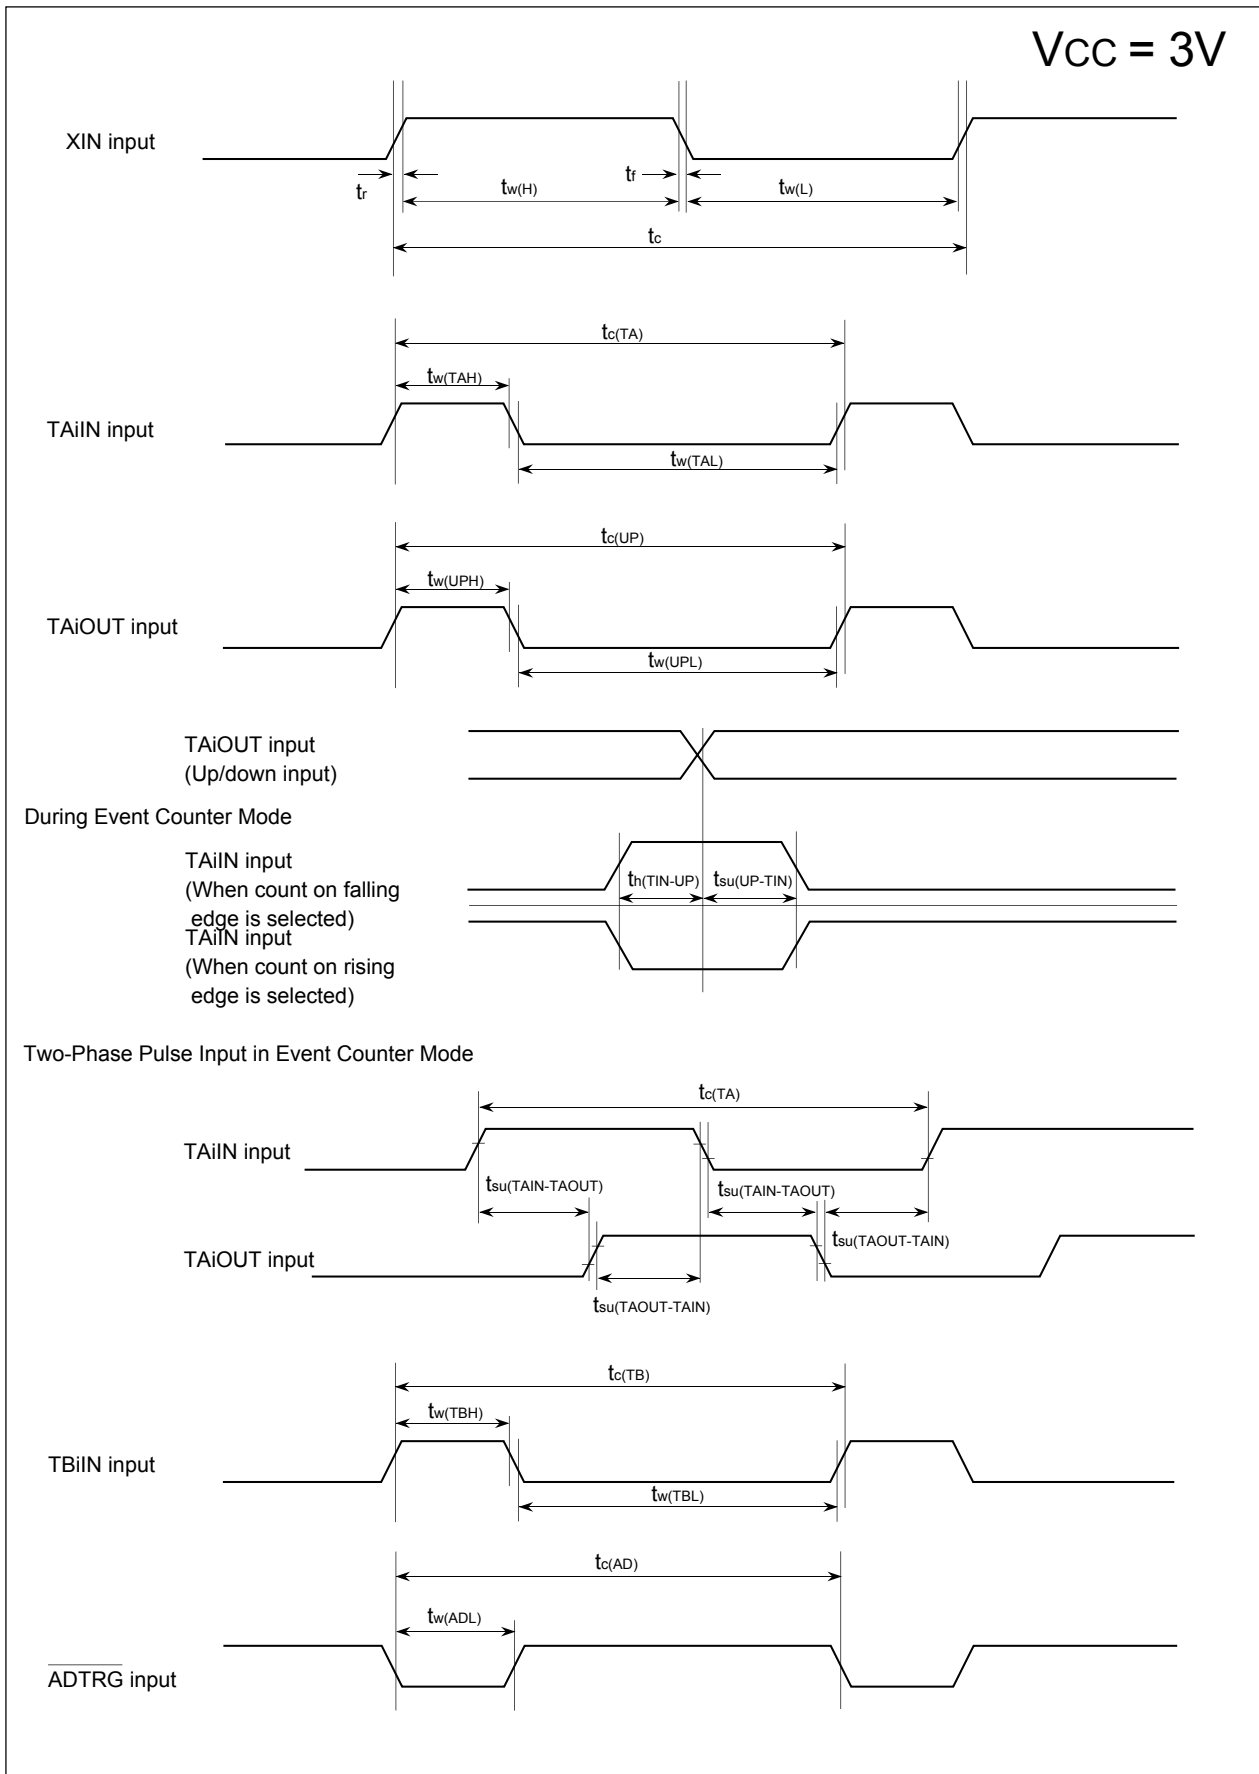 VCC = 3V
XIN input
tr
tw(H)
tf
tw(L)
tc
tc(TA)
tw(TAH)
TAiIN input
tw(TAL)
tc(UP)
tw(UPH)
TAiOUT input
tw(UPL)
TAiOUT input
(Up/down input)
During Event Counter Mode
TAiIN input
(When count on falling
edge is selected)
th(TIN-UP)
tsu(UP-TIN)
TAiIN input
(When count on rising
edge is selected)
Two-Phase Pulse Input in Event Counter Mode
tc(TA)
TAiIN input
tsu(TAIN-TAOUT)
tsu(TAIN-TAOUT)
tsu(TAOUT-TAIN)
TAiOUT input
tsu(TAOUT-TAIN)
tc(TB)
tw(TBH)
TBiIN input
tw(TBL)
tc(AD)
tw(ADL)
ADTRG input